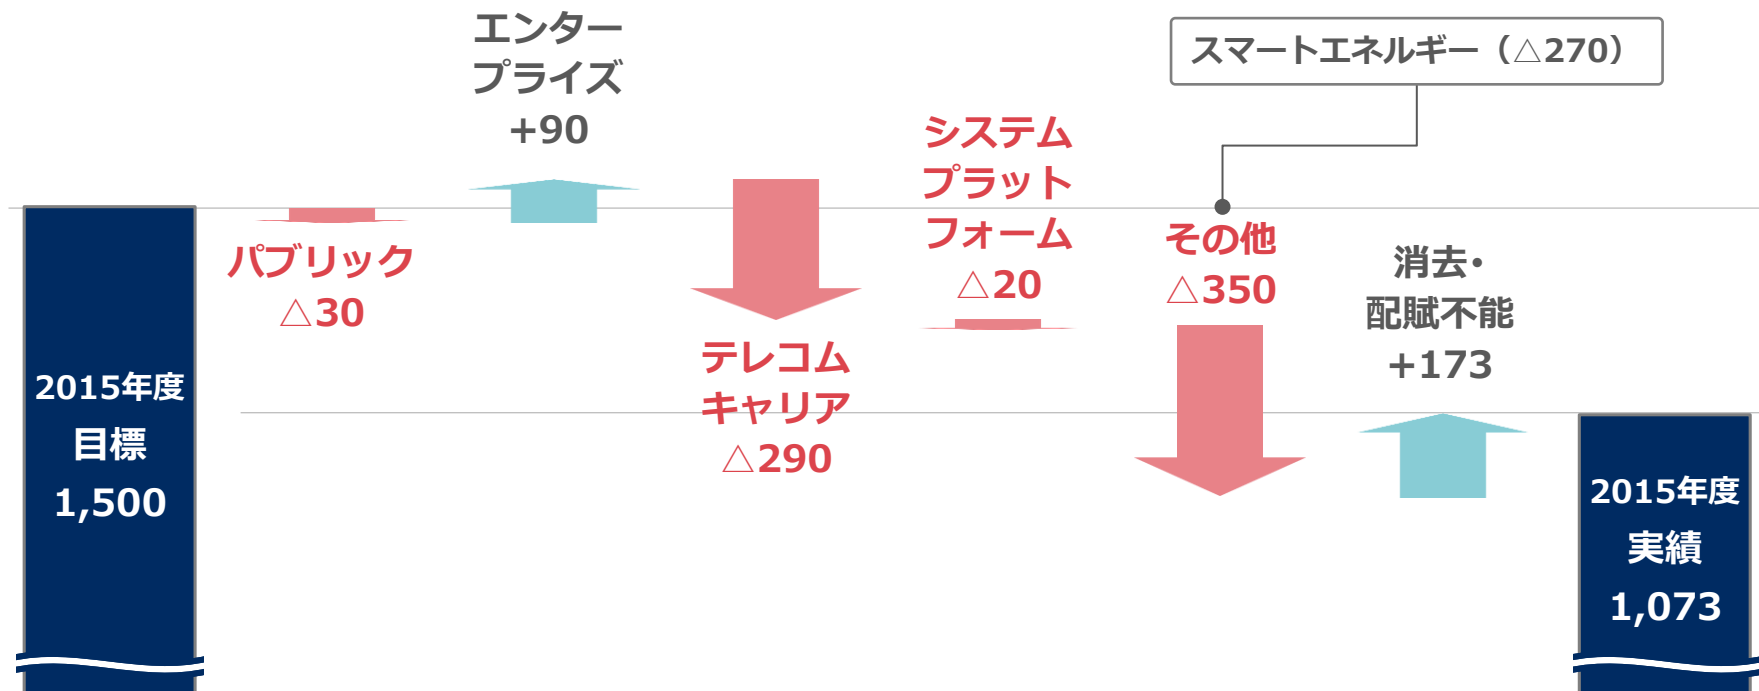 エンター
プライズ
+90
スマートエネルギー（△270）
システム
プラット
フォーム
△20
パブリック
△30
その他
△350
消去・
配賦不能
+173
テレコム
キャリア
△290
2015年度
目標
1,500
2015年度
実績
1,073